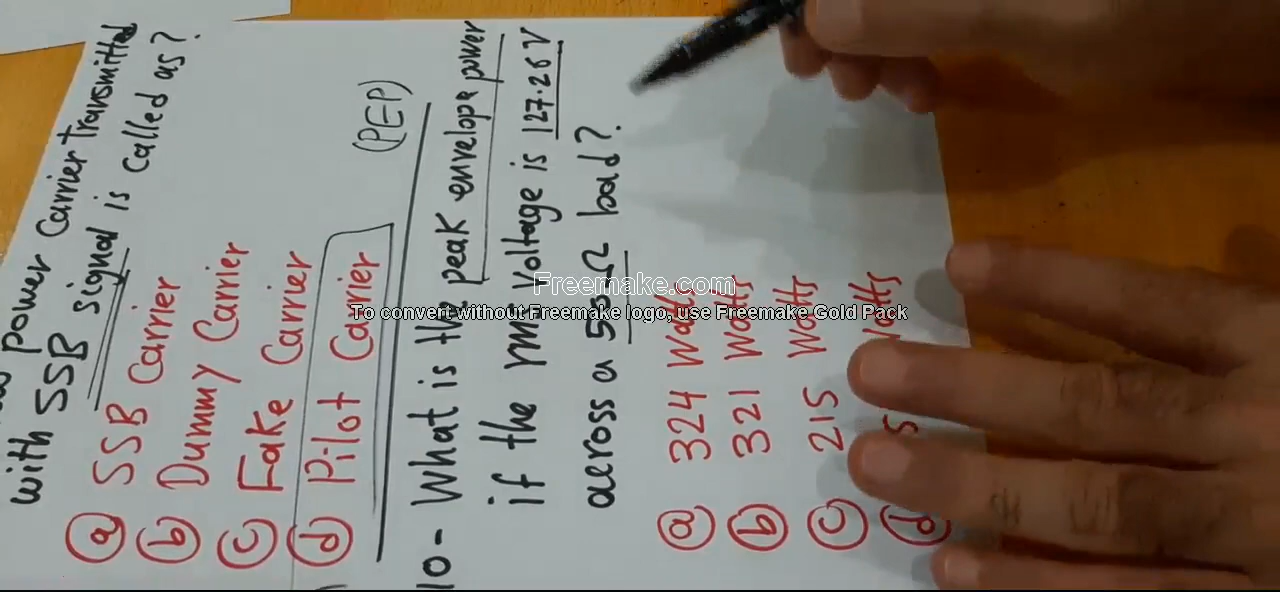 power Carrier transmitted
with SSB signal is called as?
a SSB Carrier
b Dummy Carrier
c Fake Carrier
d Pilot Carrier
(PEP)
10- What is the peak envelope power
if the rms Voltage is 127.28 V
across a 50Ω load?
a 324 Watts
b 321 Watts
c 215 Watts
d Watts
Freemake.com
To convert without Freemake logo, use Freemake Gold Pack